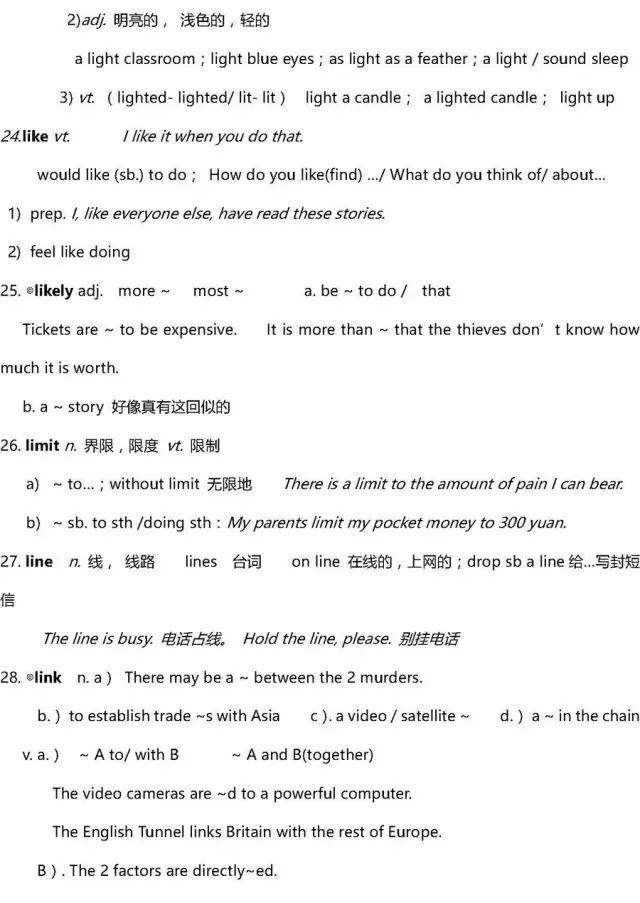 2)adj. 明亮的， 浅色的，轻的
a light classroom；light blue eyes；as light as a feather；a light / sound sleep
3) vt. （ lighted- lighted/ lit- lit ） light a candle； a lighted candle； light up
24.like vt. I like it when you do that.
would like (sb.) to do； How do you like(find) .../ What do you think of/ about...
1) prep. I, like everyone else, have read these stories.
2) feel like doing
25. ⊙likely adj. more ~ most ~ a. be ~ to do / that
Tickets are ~ to be expensive. It is more than ~ that the thieves don't know how
much it is worth.
b. a ~ story 好像真有这回似的
26. limit n. 界限，限度 vt. 限制
a) ~ to...；without limit 无限地 There is a limit to the amount of pain I can bear.
b) ~ sb. to sth /doing sth：My parents limit my pocket money to 300 yuan.
27. line n. 线， 线路 lines 台词 on line 在线的，上网的；drop sb a line 给...写封短
信
The line is busy. 电话占线。 Hold the line, please. 别挂电话
28. ⊙link n. a） There may be a ~ between the 2 murders.
b.）to establish trade ~s with Asia c）. a video / satellite ~ d.）a ~ in the chain
v. a.） ~ A to/ with B ~ A and B(together)
The video cameras are ~d to a powerful computer.
The English Tunnel links Britain with the rest of Europe.
B）. The 2 factors are directly~ed.